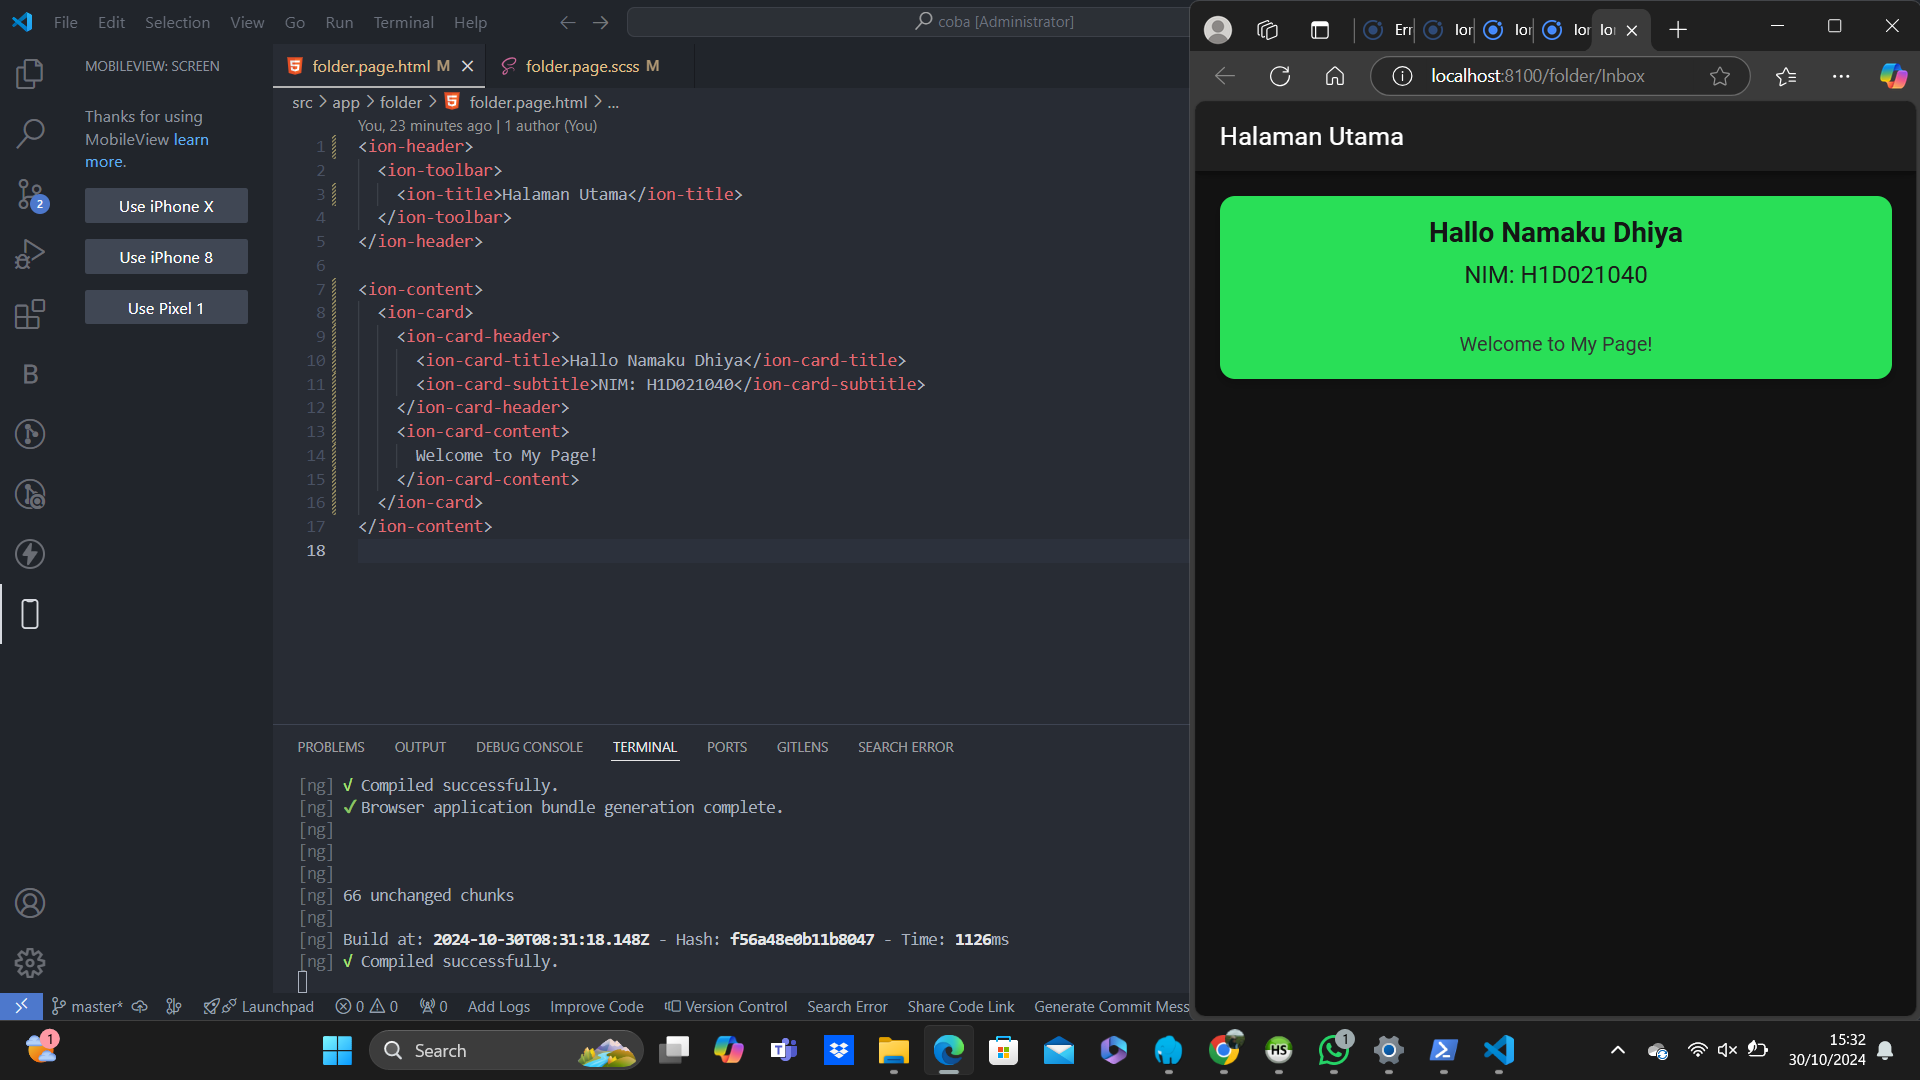 File Edit Selection View Go Run Terminal Help
coba [Administrator]
MOBILEVIEW: SCREEN
Thanks for using
MobileView learn
more.
Use iPhone X
Use iPhone 8
Use Pixel 1
2
B
folder.page.html M
folder.page.scss M
src > app > folder > folder.page.html > ...
You, 23 minutes ago | 1 author (You)
1 <ion-header>
2 <ion-toolbar>
3 <ion-title>Halaman Utama</ion-title>
4 </ion-toolbar>
5 </ion-header>
6
7 <ion-content>
8 <ion-card>
9 <ion-card-header>
10 <ion-card-title>Hallo Namaku Dhiya</ion-card-title>
11 <ion-card-subtitle>NIM: H1D021040</ion-card-subtitle>
12 </ion-card-header>
13 <ion-card-content>
14 Welcome to My Page!
15 </ion-card-content>
16 </ion-card>
17 </ion-content>
18
PROBLEMS OUTPUT DEBUG CONSOLE TERMINAL PORTS GITLENS SEARCH ERROR
[ng] √ Compiled successfully.
[ng] ✓ Browser application bundle generation complete.
[ng]
[ng]
[ng]
[ng] 66 unchanged chunks
[ng]
[ng] Build at: 2024-10-30T08:31:18.148Z - Hash: f56a48e0b11b8047 - Time: 1126ms
[ng] √ Compiled successfully.
master* Launchpad 0 0 0 Add Logs Improve Code Version Control Search Error Share Code Link Generate Commit Mess
Err Ior Ior Ior Io
localhost:8100/folder/Inbox
Halaman Utama
Hallo Namaku Dhiya
NIM: H1D021040
Welcome to My Page!
1
Search
HS
1
15:32
30/10/2024